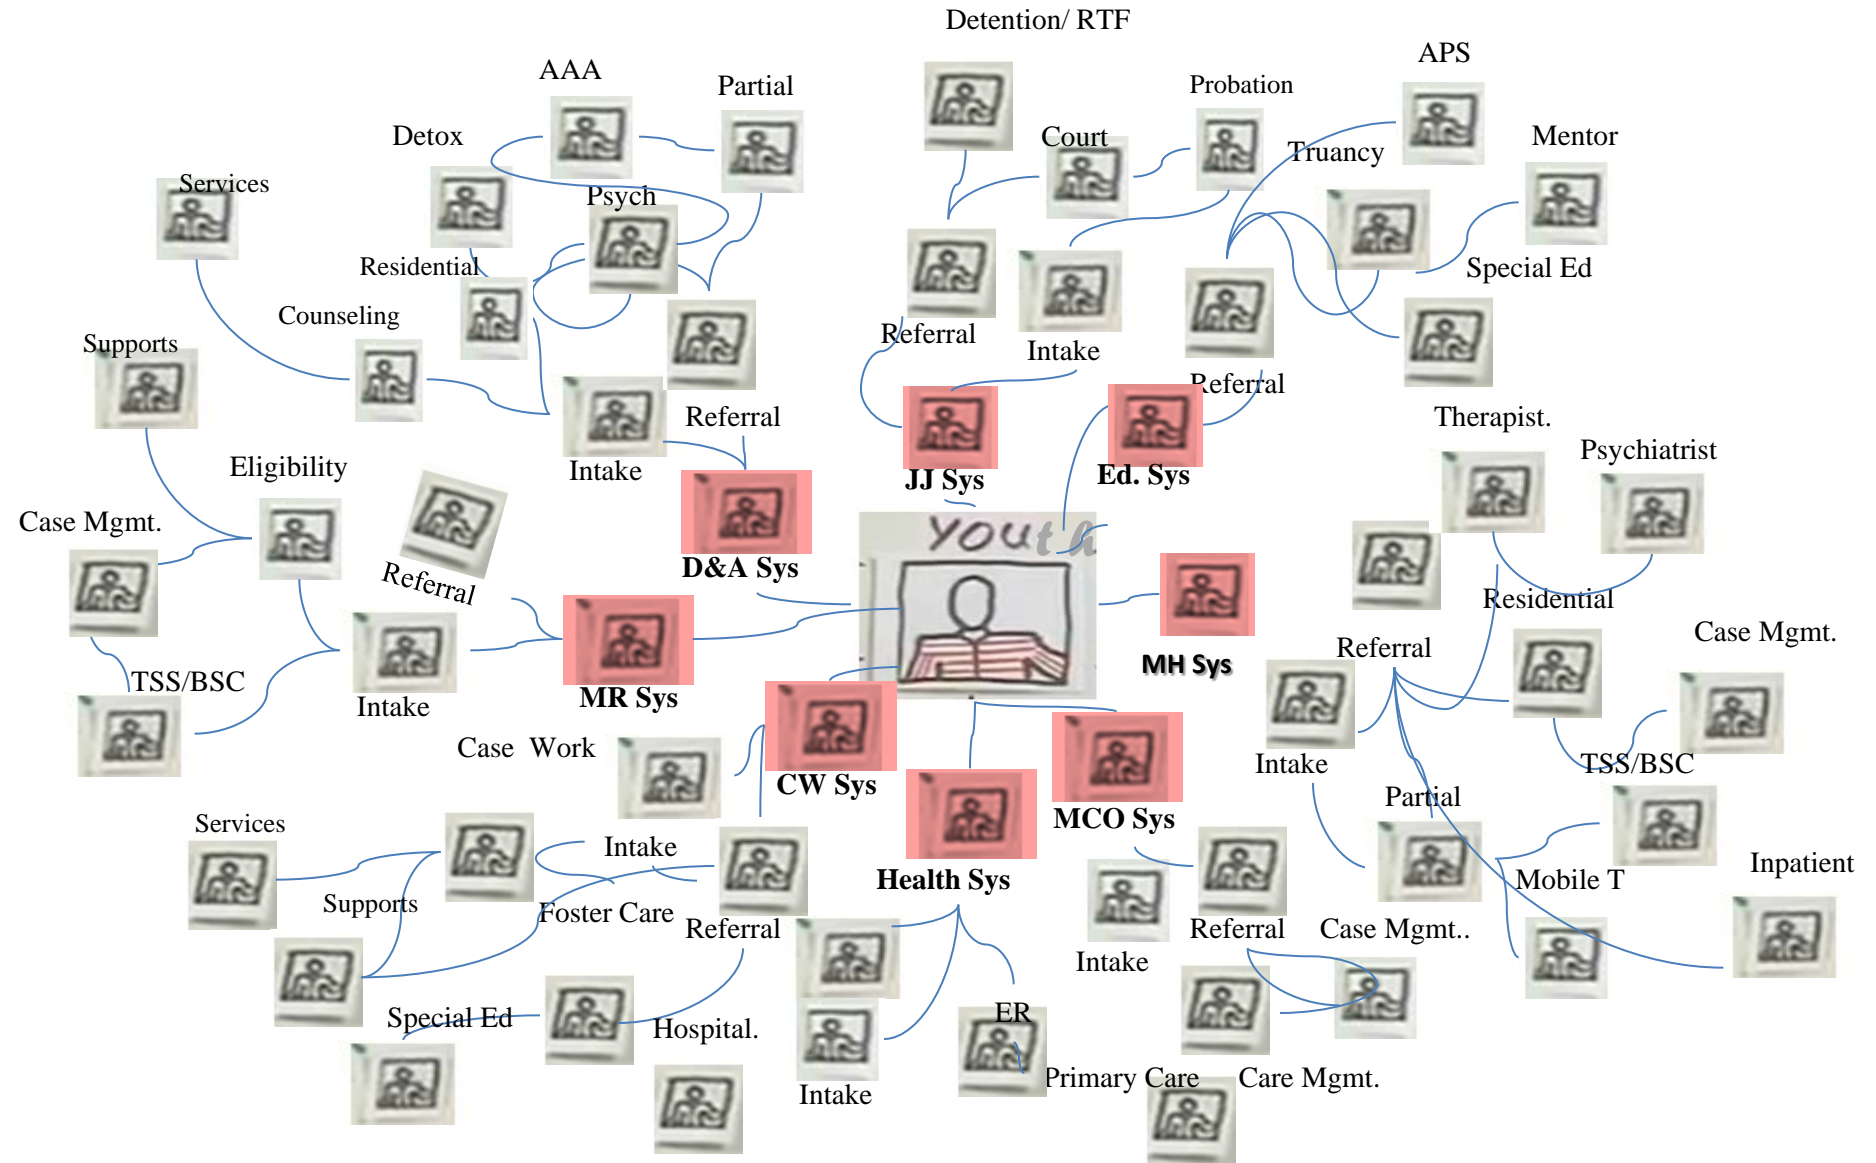 Detention/ RTF
APS
AAA
Partial
Probation
Detox
Court
Truancy
Mentor
Services
Psych
Residential
Special Ed
Counseling
Supports
Referral
Intake
Referral
Referral
Therapist.
Eligibility
Intake
JJ Sys
Ed. Sys
Psychiatrist
Case Mgmt.
Referral
D&A Sys
youth
Residential
MH Sys
Referral
Case Mgmt.
TSS/BSC
Intake
MR Sys
Case Work
CW Sys
Intake
TSS/BSC
Partial
MCO Sys
Services
Intake
Health Sys
Mobile T
Inpatient
Supports
Foster Care
Referral
Referral
Case Mgmt..
Intake
Special Ed
Hospital.
ER
Intake
Primary Care
Care Mgmt.